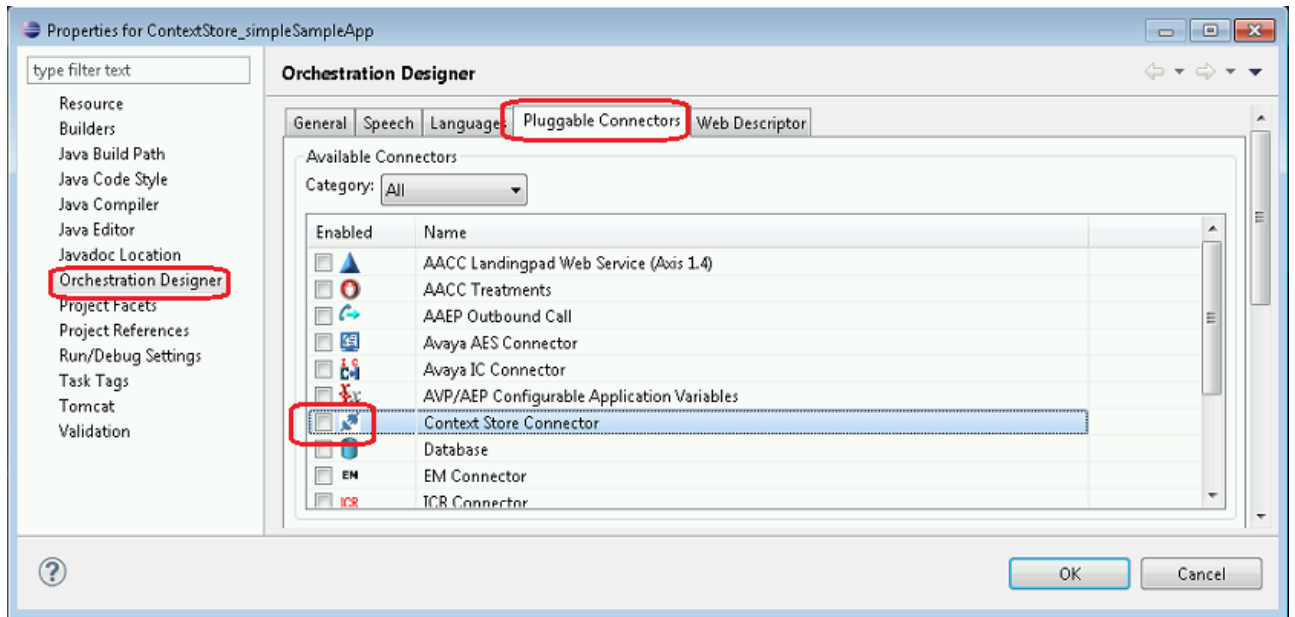 Properties for ContextStore_simpleSampleApp
type filter text
Resource
Builders
Java Build Path
Java Code Style
Java Compiler
Java Editor
Javadoc Location
Orchestration Designer
Project Facets
Project References
Run/Debug Settings
Task Tags
Tomcat
Validation
Orchestration Designer
General Speech Languages Pluggable Connectors Web Descriptor
Available Connectors
Category: All
Enabled Name
AACC Landingpad Web Service (Axis 1.4)
AACC Treatments
AAEP Outbound Call
Avaya AES Connector
Avaya IC Connector
AVP/AEP Configurable Application Variables
Context Store Connector
Database
EM EM Connector
ICR ICR Connector
? OK Cancel